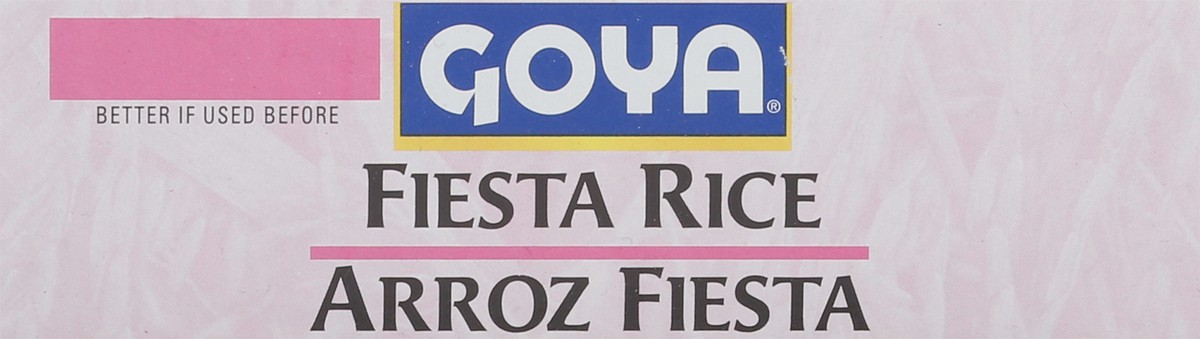 GOYA®
BETTER IF USED BEFORE
FIESTA RICE
ARROZ FIESTA